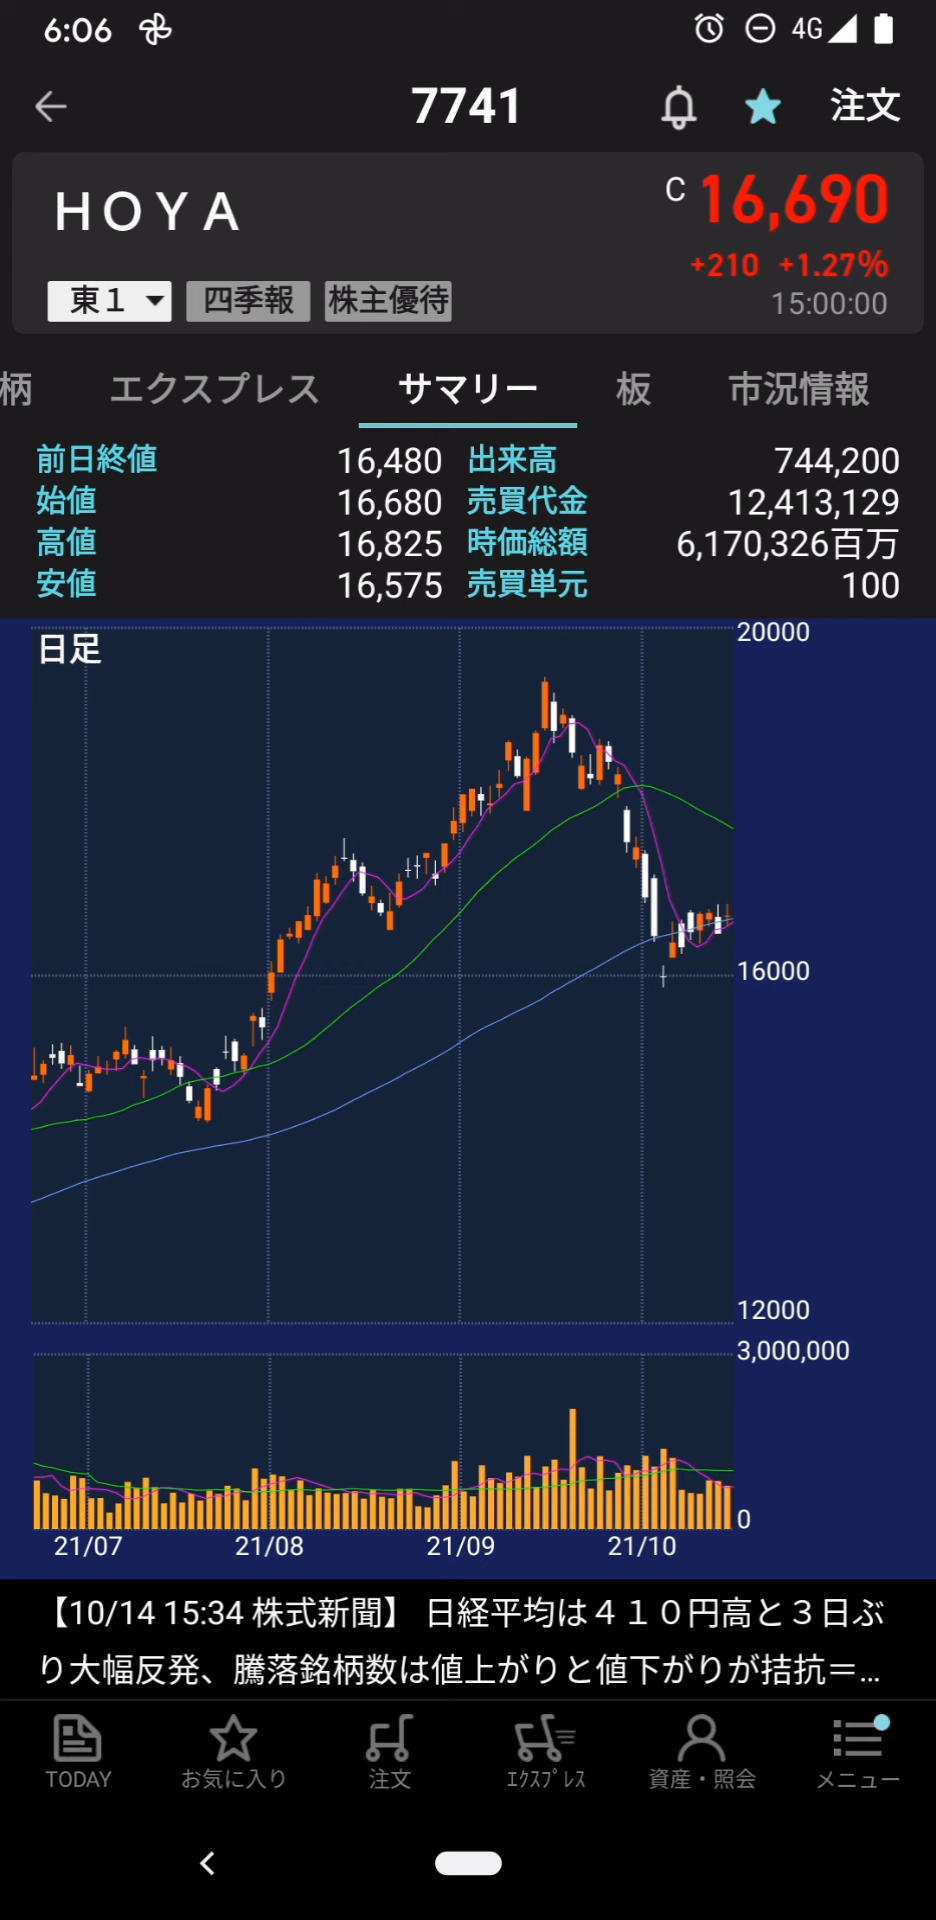 6:06 4G
7741 注文
ＨＯＹＡ C 16,690
+210 +1.27%
東１ 四季報 株主優待 15:00:00
柄 エクスプレス サマリー 板 市況情報
前日終値 16,480 出来高 744,200
始値 16,680 売買代金 12,413,129
高値 16,825 時価総額 6,170,326百万
安値 16,575 売買単元 100
日足
20000
16000
12000
3,000,000
0
21/07 21/08 21/09 21/10
【10/14 15:34 株式新聞】 日経平均は４１０円高と３日ぶ
り大幅反発、騰落銘柄数は値上がりと値下がりが拮抗＝...
TODAY お気に入り 注文 ｴｸｽﾌﾟﾚｽ 資産・照会 メニュー